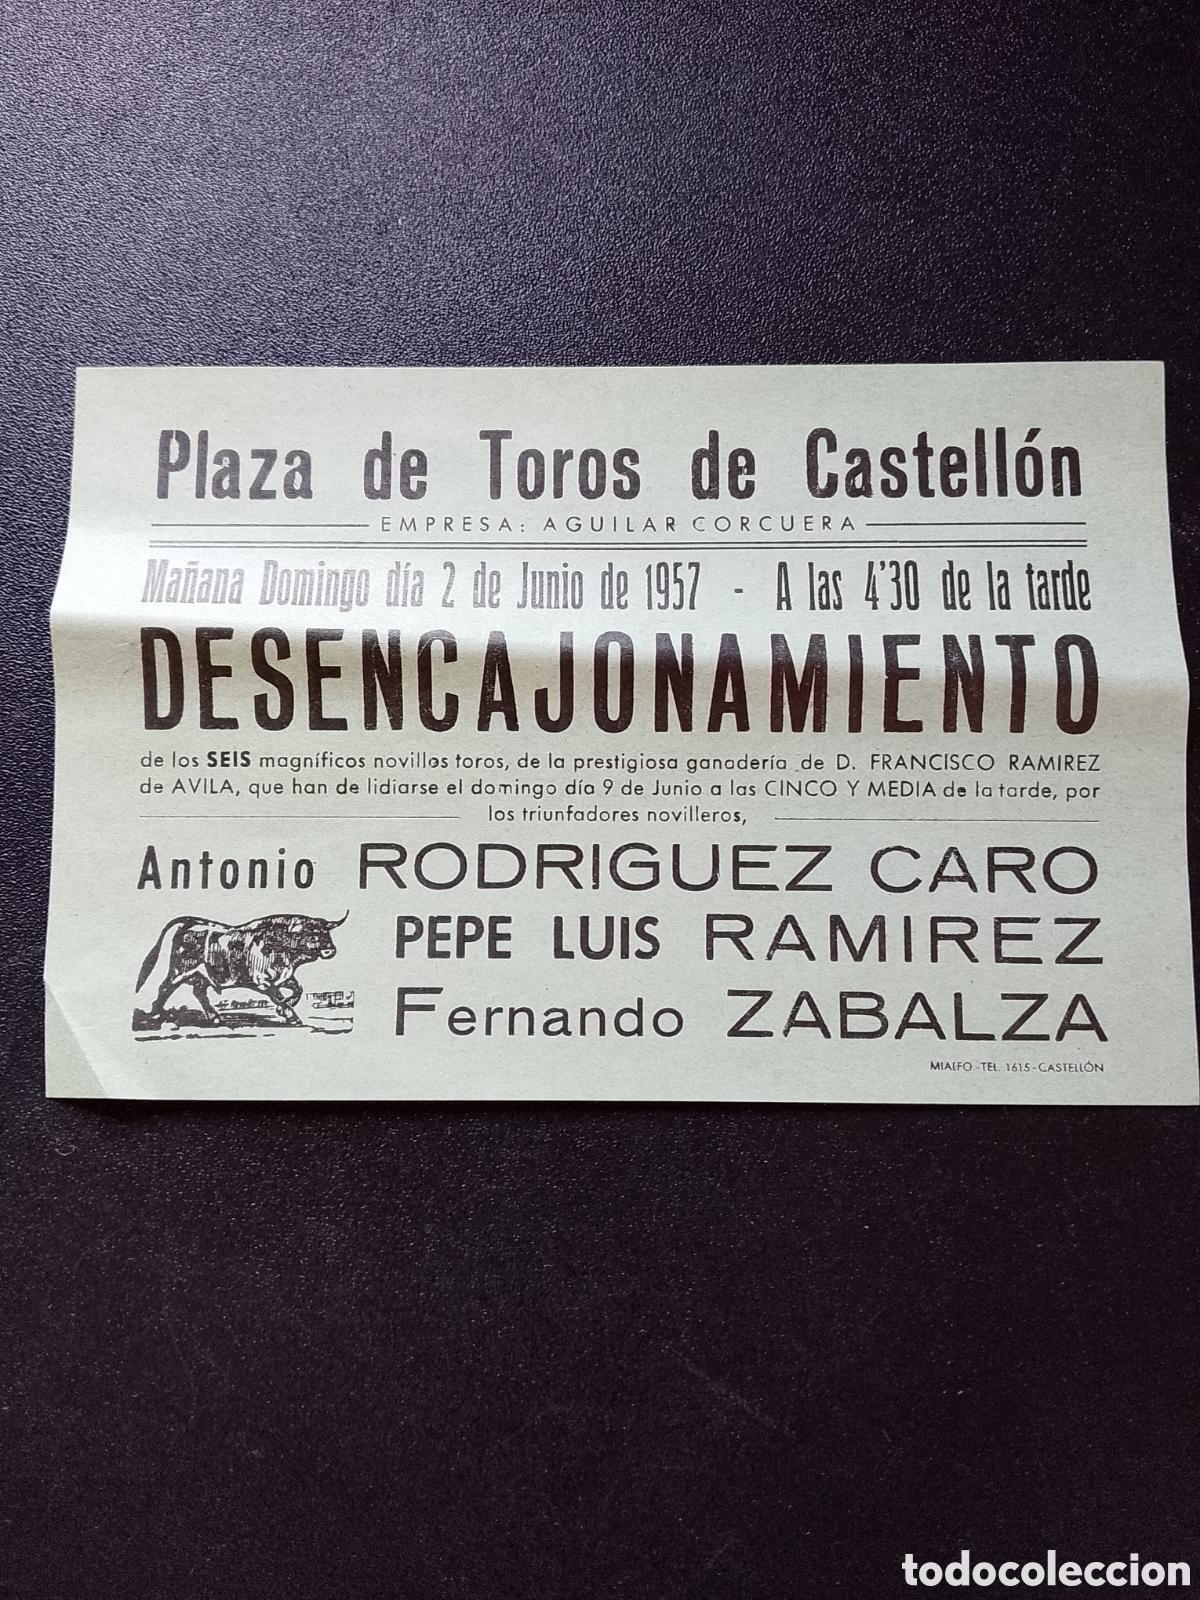 Plaza de Toros de Castellón
EMPRESA: AGUILAR CORCUERA
Mañana Domingo día 2 de Junio de 1957 - A las 4'30 de la tarde
DESENCAJONAMIENTO
de los SEIS magníficos novillos toros, de la prestigiosa ganadería de D. FRANCISCO RAMIREZ
de AVILA, que han de lidiarse el domingo día 9 de Junio a las CINCO Y MEDIA de la tarde, por
los triunfadores novilleros,
Antonio RODRIGUEZ CARO
PEPE LUIS RAMIREZ
Fernando ZABALZA
MIALFO - TEL. 1615 - CASTELLÓN
todocoleccion